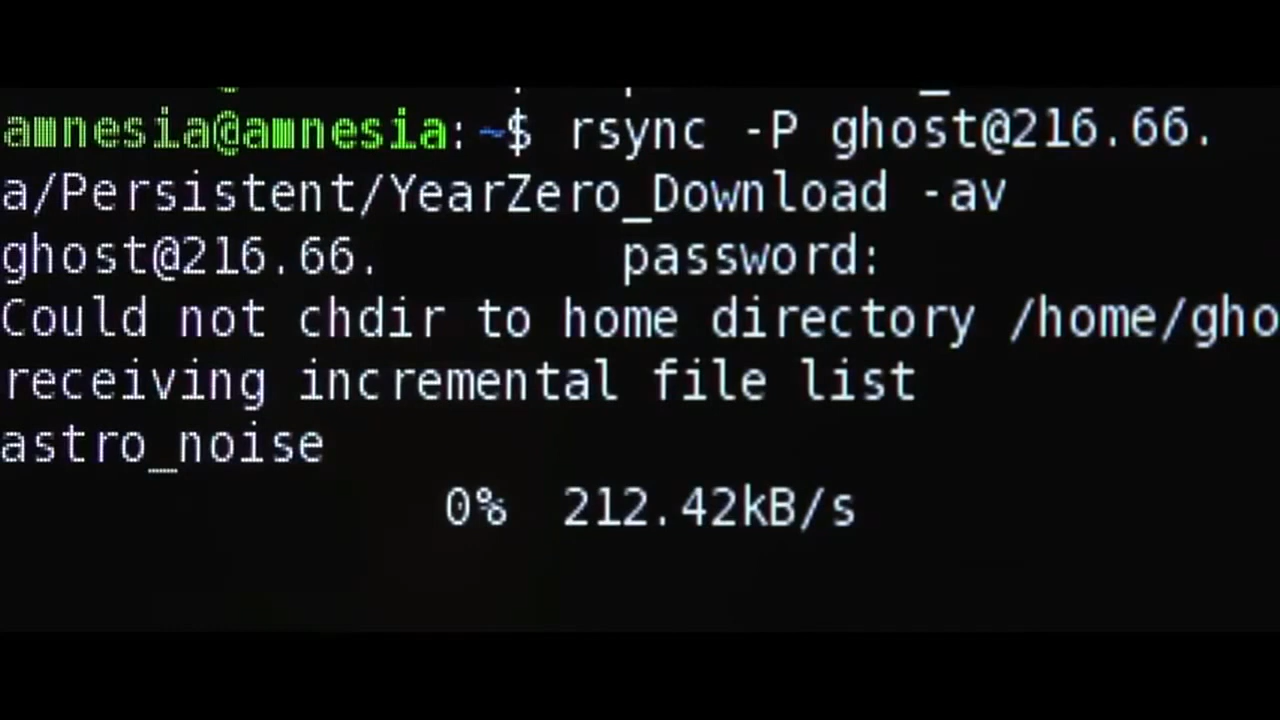 amnesia@amnesia:~$ rsync -P ghost@216.66.
a/Persistent/YearZero_Download -av
ghost@216.66. password:
Could not chdir to home directory /home/gho
receiving incremental file list
astro_noise
0% 212.42kB/s